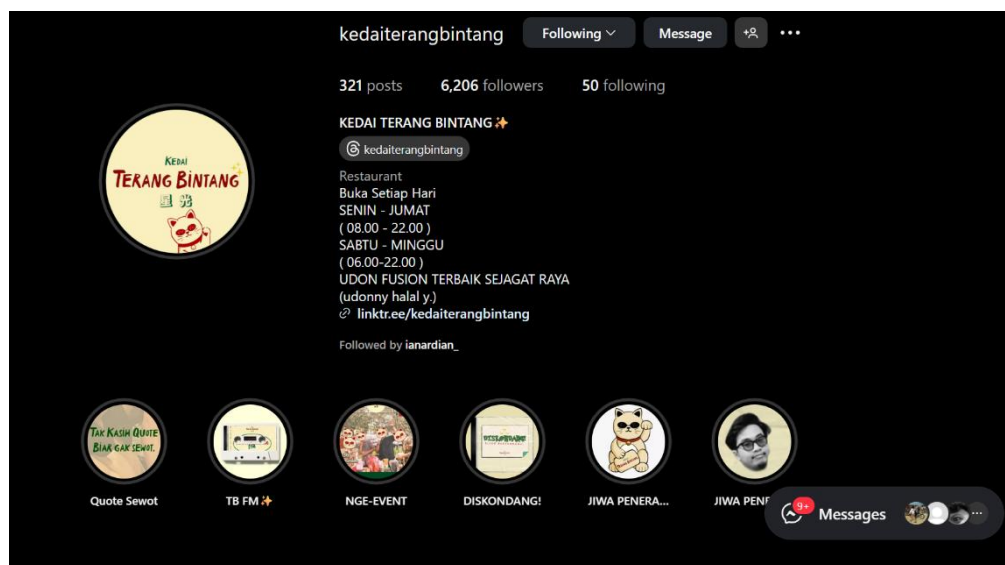 kedaiterangbintang Following Message
321 posts 6,206 followers 50 following
KEDAI TERANG BINTANG
kedaiterangbintang
Restaurant
Buka Setiap Hari
SENIN - JUMAT
( 08.00 - 22.00 )
SABTU - MINGGU
( 06.00-22.00 )
UDON FUSION TERBAIK SEJAGAT RAYA
(udonny halal y.)
linktr.ee/kedaiterangbintang
Followed by ianardian_
KEDAI
TERANG BINTANG
星光
TAK KASIH QUOTE
BIAR GAK SEWOT.
DISKONDANG
Quote Sewot TB FM NGE-EVENT DISKONDANG! JIWA PENERA... JIWA PENE
9+
Messages